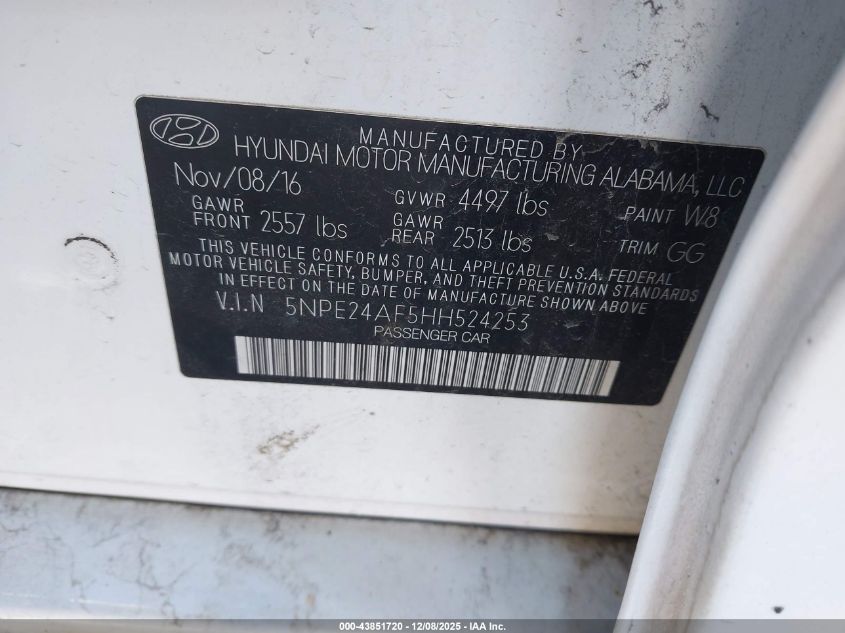 MANUFACTURED BY
HYUNDAI MOTOR MANUFACTURING ALABAMA, LLC
Nov/08/16 GVWR 4497 lbs PAINT W8
GAWR FRONT 2557 lbs GAWR REAR 2513 lbs TRIM GG
THIS VEHICLE CONFORMS TO ALL APPLICABLE U.S.A. FEDERAL
MOTOR VEHICLE SAFETY, BUMPER, AND THEFT PREVENTION STANDARDS
IN EFFECT ON THE DATE OF MANUFACTURE SHOWN ABOVE
V.I.N 5NPE24AF5HH524253
PASSENGER CAR
000-43851720 - 12/08/2025 - IAA Inc.